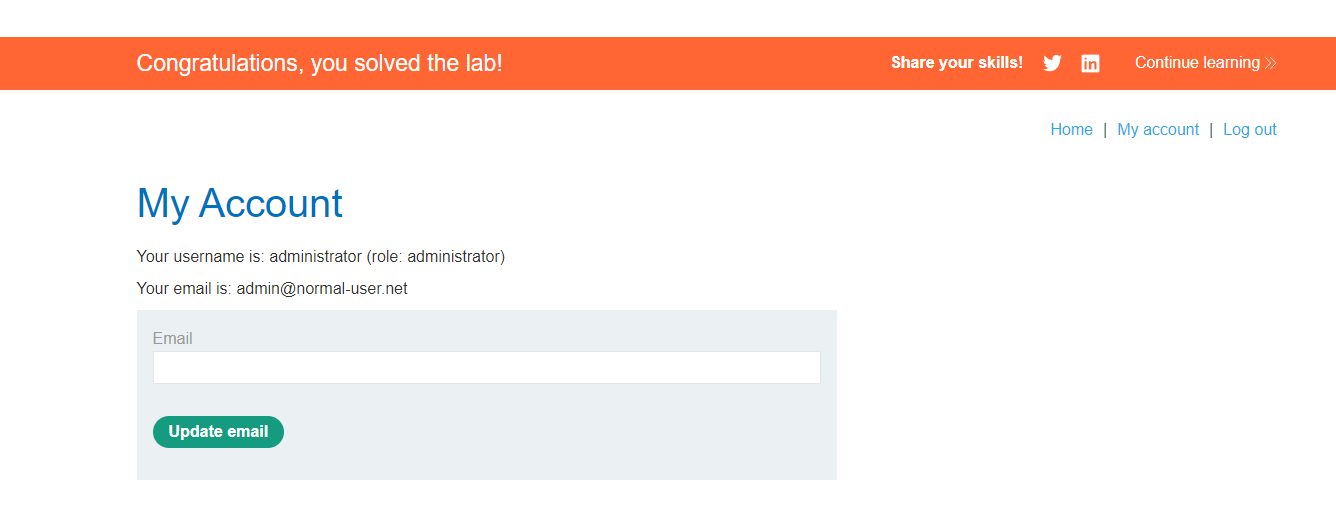 Congratulations, you solved the lab!
Share your skills!
Continue learning
Home | My account | Log out
My Account
Your username is: administrator (role: administrator)
Your email is: admin@normal-user.net
Email
Update email